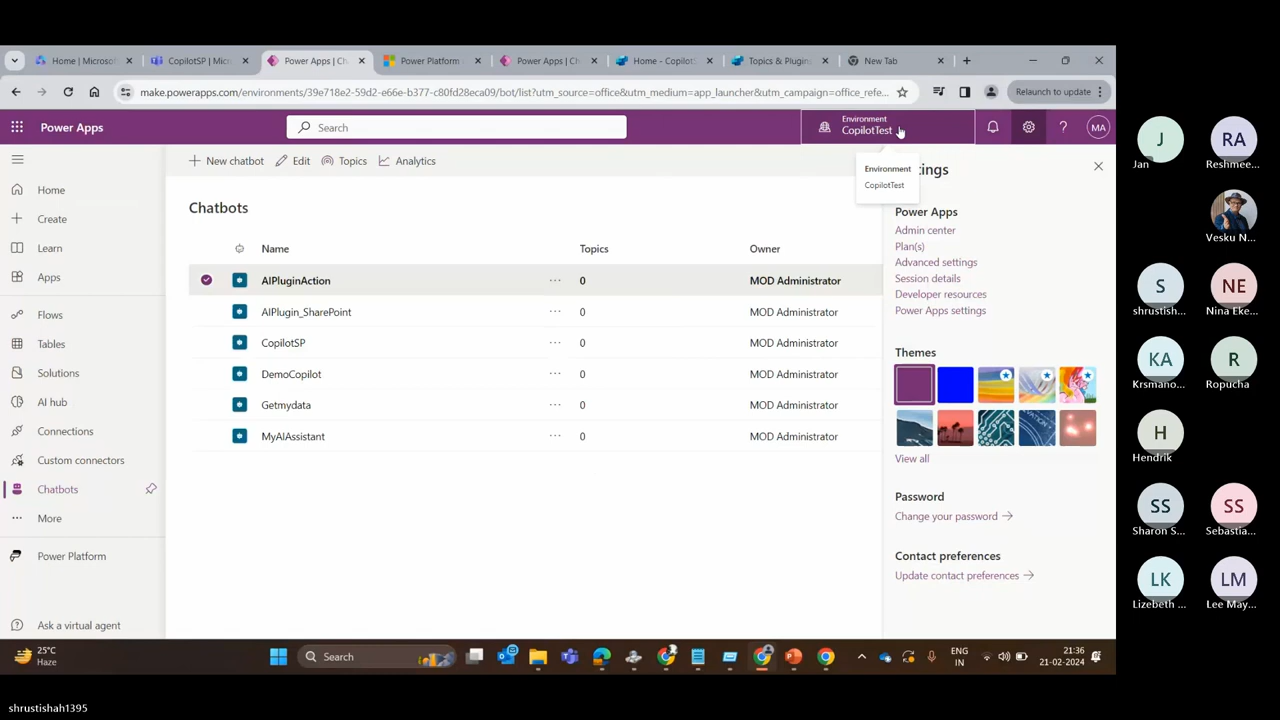 Home | Microsof
CopilotSP | Micr
Power Apps | Ch
Power Platform
Power Apps | Ch
Home - Copilot
Topics & Plugin
New Tab
make.powerapps.com/environments/39e718e2-59d2-e66e-b377-c80fd28eca09/bot/list?utm_source=office&utm_medium=app_launcher&utm_campaign=office_refe...
Relaunch to update
Power Apps
Search
Environment
CopilotTest
?
MA
New chatbot
Edit
Topics
Analytics
Environment
CopilotTest
ings
Home
Create
Learn
Apps
Flows
Tables
Solutions
AI hub
Connections
Custom connectors
Chatbots
More
Power Platform
Ask a virtual agent
Chatbots
Name Topics Owner
AIPluginAction ... 0 MOD Administrator
AIPlugin_SharePoint ... 0 MOD Administrator
CopilotSP ... 0 MOD Administrator
DemoCopilot ... 0 MOD Administrator
Getmydata ... 0 MOD Administrator
MyAIAssistant ... 0 MOD Administrator
Power Apps
Admin center
Plan(s)
Advanced settings
Session details
Developer resources
Power Apps settings
Themes
View all
Password
Change your password
Contact preferences
Update contact preferences
J
Jan
RA
Reshmee...
Vesku N...
S
shrustish...
NE
Nina Eke...
KA
Krsmano...
R
Ropucha
H
Hendrik
SS
Sharon S...
SS
Sebastia...
LK
Lizebeth ...
LM
Lee May...
25°C
Haze
Search
ENG
IN
21:36
21-02-2024
shrustishah1395